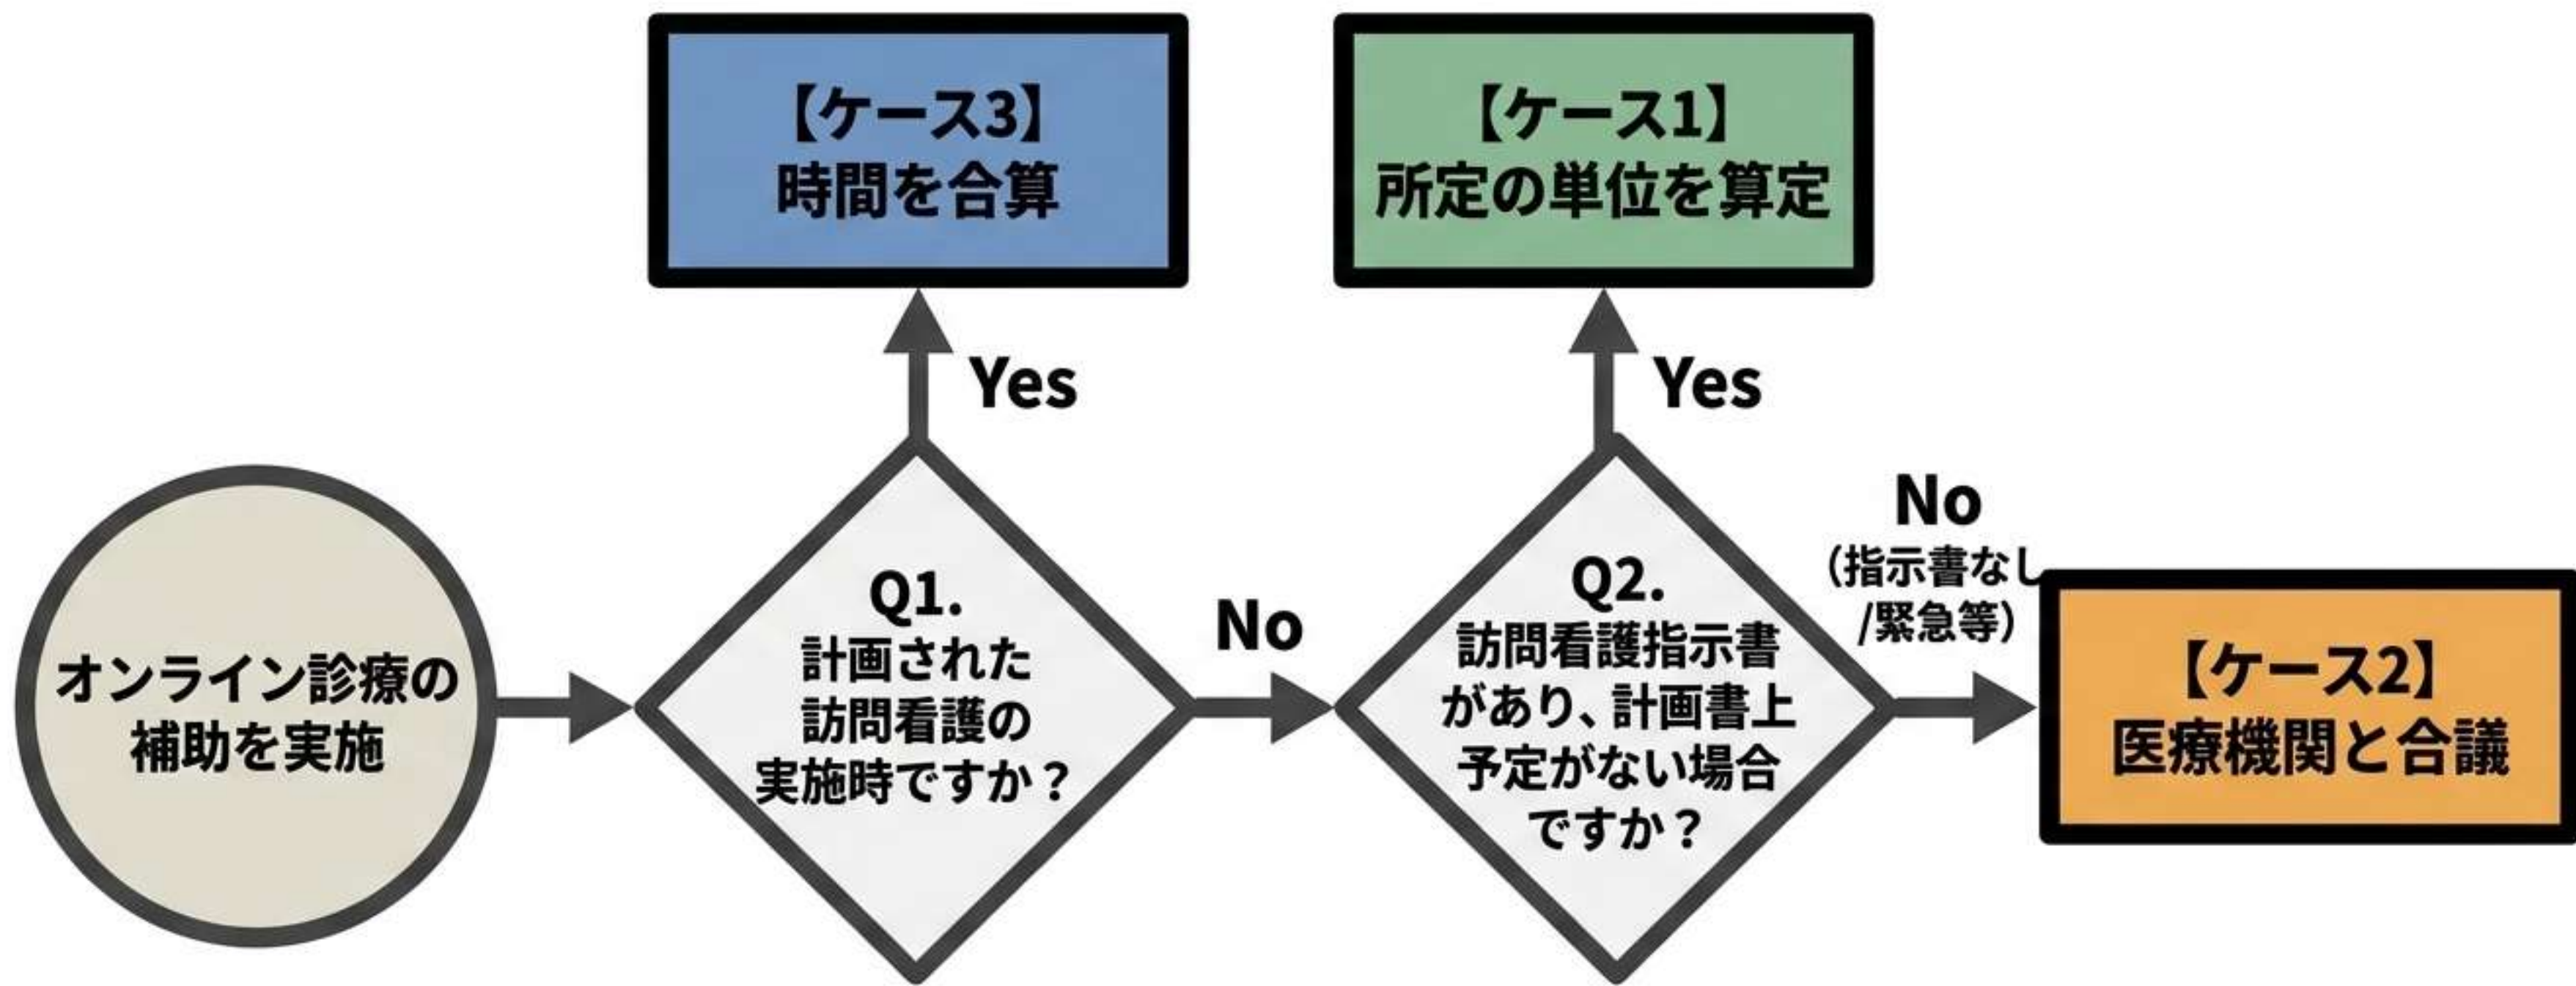 【ケース3】
時間を合算
【ケース1】
所定の単位を算定
Yes
Yes
オンライン診療の
補助を実施
Q1.
計画された
訪問看護の
実施時ですか？
No
Q2.
訪問看護指示書
があり、計画書上
予定がない場合
ですか？
No
（指示書なし
/緊急等）
【ケース2】
医療機関と合議